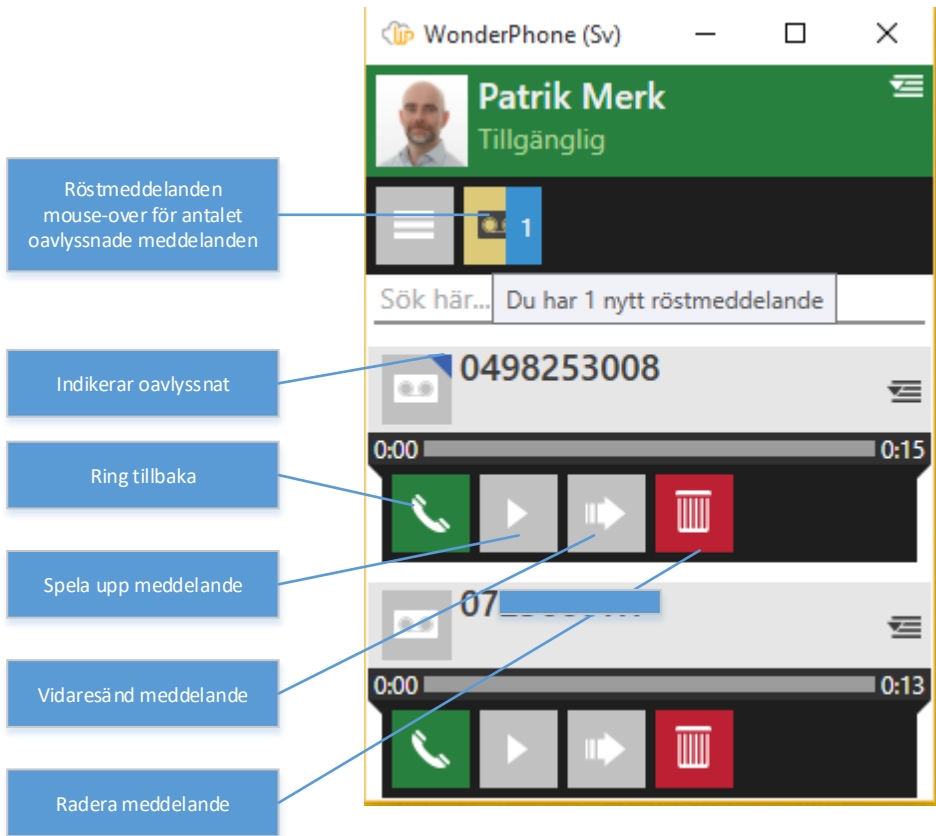 WonderPhone (Sv)
Patrik Merk
Tillgänglig
Röstmeddelanden
mouse-over för antalet
oavlyssnade meddelanden
1
Sök här...
Du har 1 nytt röstmeddelande
Indikerar oavlyssnat
0498253008
0:00
0:15
Ring tillbaka
Spela upp meddelande
07
Vidaresänd meddelande
0:00
0:13
Radera meddelande